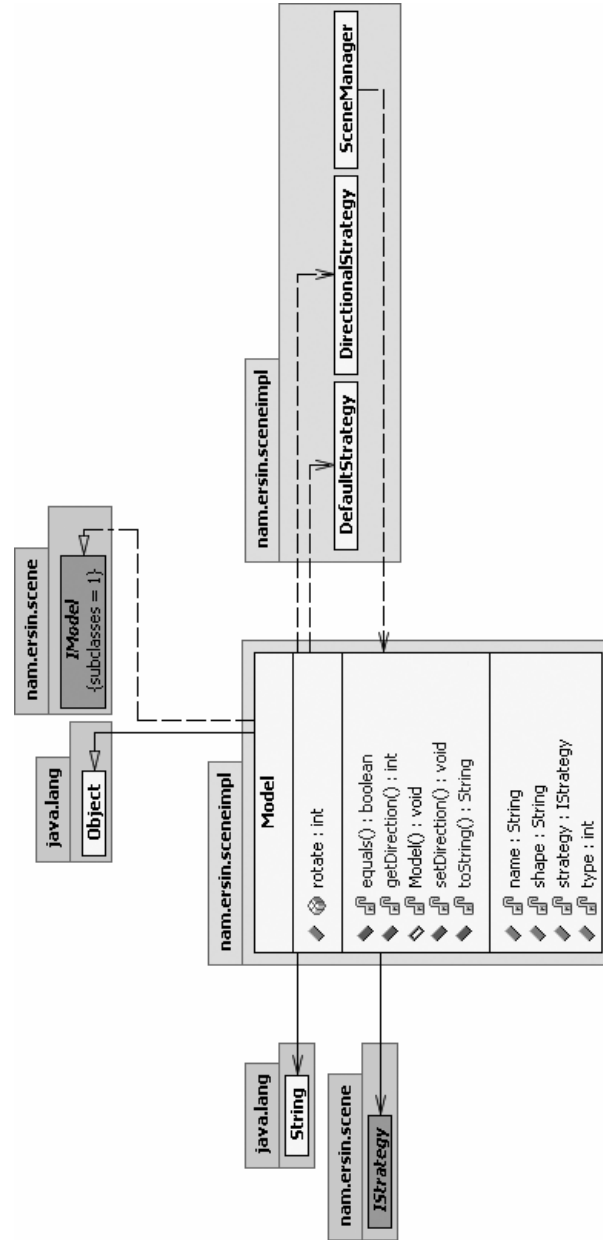 java.lang
Object
nam.ersin.scene
IModel
{subclasses = 1}
java.lang
String
nam.ersin.scene
IStrategy
nam.ersin.sceneimpl
Model
rotate : int
equals() : boolean
getDirection() : int
Model() : void
setDirection() : void
toString() : String
name : String
shape : String
strategy : IStrategy
type : int
nam.ersin.sceneimpl
DefaultStrategy
DirectionalStrategy
SceneManager